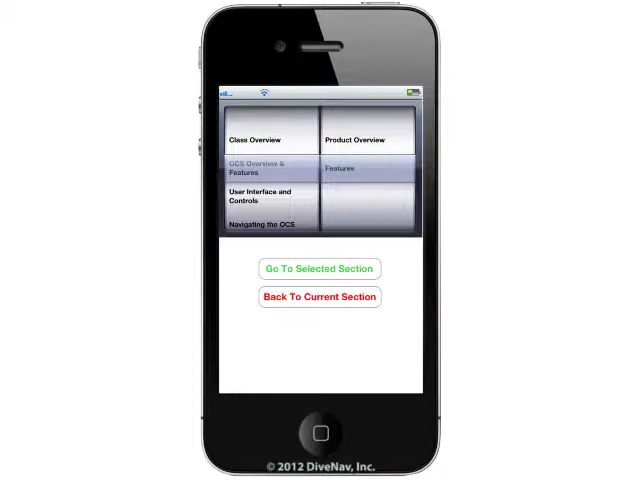 Class Overview
Product Overview
OCS Overview &
Features
Features
User Interface and
Controls
Navigating the OCS
Go To Selected Section
Back To Current Section
© 2012 DiveNav, Inc.